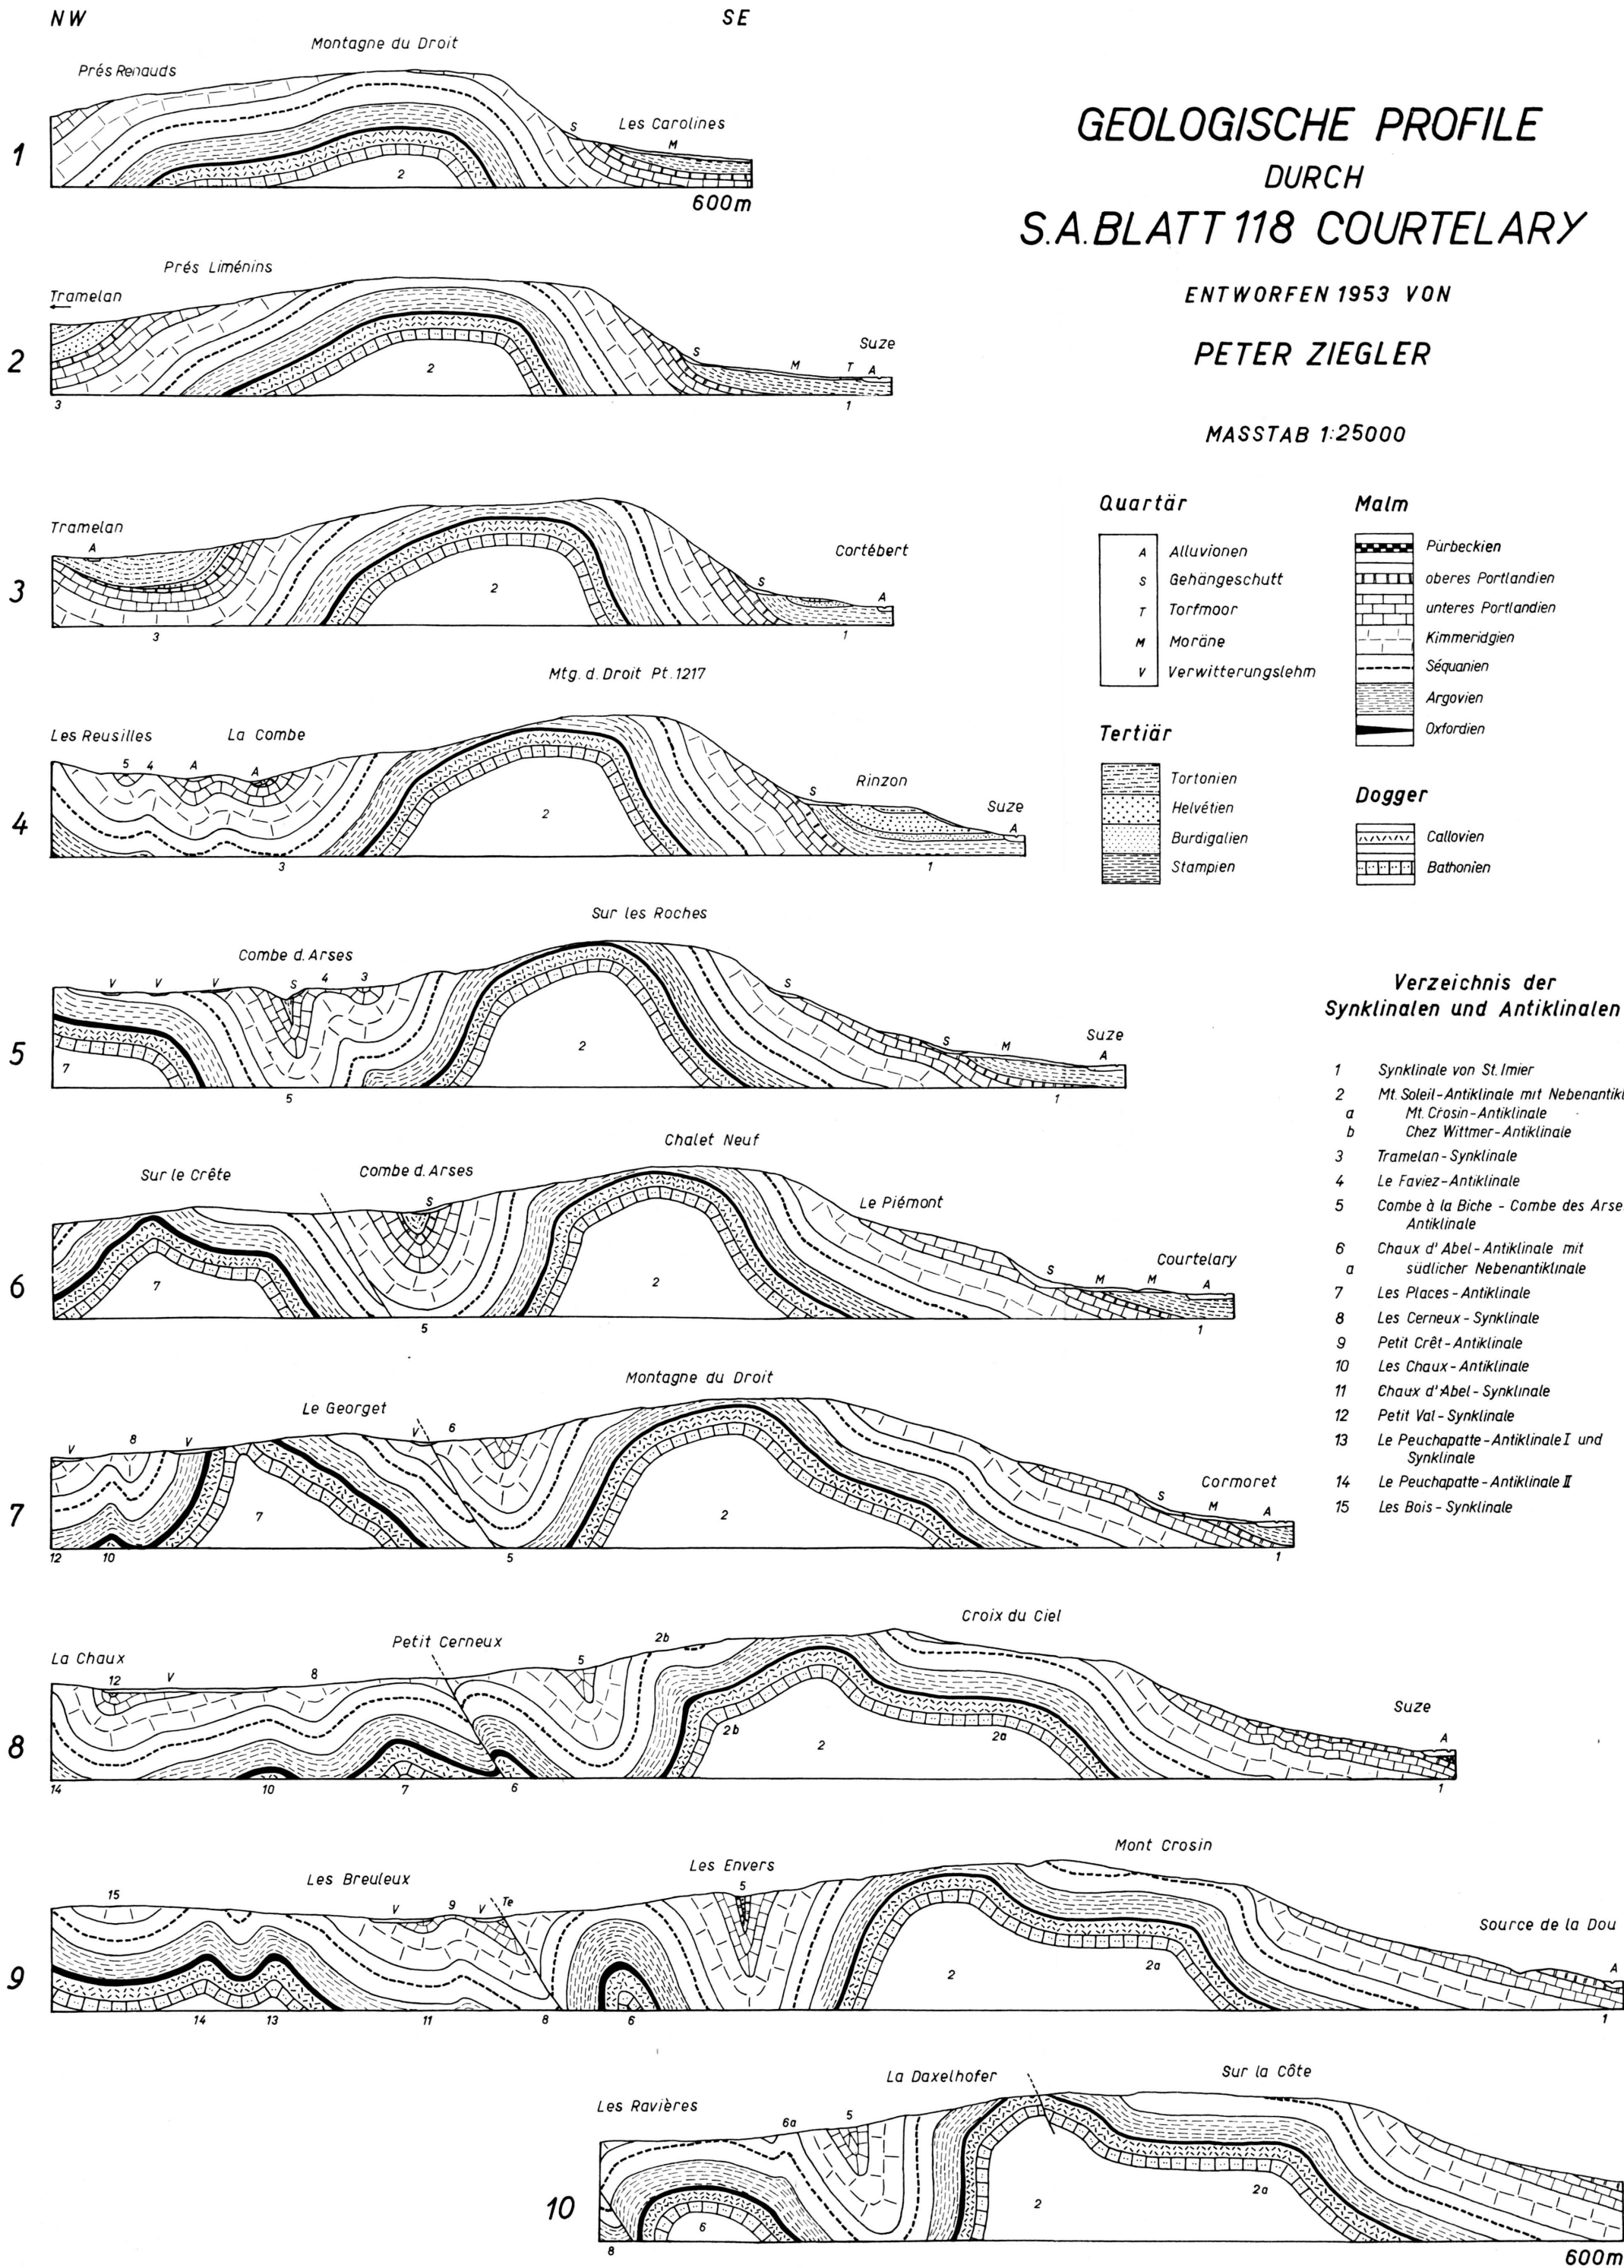 NW
SE
GEOLOGISCHE PROFILE
DURCH
S.A.BLATT 118 COURTELARY
ENTWORFEN 1953 VON
PETER ZIEGLER
MASSTAB 1:25000
Quartär
A Alluvionen
S Gehängeschutt
T Torfmoor
M Moräne
V Verwitterungslehm
Tertiär
Tortonien
Helvétien
Burdigalien
Stampien
Malm
Purbeckien
oberes Portlandien
unteres Portlandien
Kimmeridgien
Séquanien
Argovien
Oxfordien
Dogger
Callovien
Bathonien
Verzeichnis der
Synklinalen und Antiklinalen
1 Synklinale von St. Imier
2 Mt. Soleil-Antiklinale mit Nebenantikl
a Mt. Crosin-Antiklinale
b Chez Wittmer-Antiklinale
3 Tramelan-Synklinale
4 Le Faviez-Antiklinale
5 Combe à la Biche - Combe des Arse
Antiklinale
6 Chaux d'Abel-Antiklinale mit
a südlicher Nebenantiklinale
7 Les Places-Antiklinale
8 Les Cerneux-Synklinale
9 Petit Crêt-Antiklinale
10 Les Chaux-Antiklinale
11 Chaux d'Abel-Synklinale
12 Petit Val-Synklinale
13 Le Peuchapatte-Antiklinale I und
Synklinale
14 Le Peuchapatte-Antiklinale II
15 Les Bois-Synklinale
1
Montagne du Droit
Prés Renauds
S Les Carolines
M
2
600m
2
Prés Liménins
Tramelan
Suze
S M T A
2
3 1
3
Tramelan
A
Cortébert
S A
2
3 1
4
Mtg. d. Droit Pt. 1217
Les Reusilles La Combe
5 4 A A
Rinzon
S Suze
A
2
3 1
5
Sur les Roches
Combe d. Arses
V V V S 4 3
S
S M Suze
A
7 2
5 1
6
Chalet Neuf
Sur le Crête Combe d. Arses
S
Le Piémont
Courtelary
S M M A
7 2
5 1
7
Montagne du Droit
Le Georget
V 8 V V 6
Cormoret
S M A
7 2
12 10 5 1
8
Croix du Ciel
Petit Cerneux 2b
La Chaux
12 V 8 5
Suze
A
2b 2 2a
14 10 7 6 1
9
Mont Crosin
Les Envers
Les Breuleux
15 V 9 V Te 5
Source de la Dou
A
2 2a
14 13 11 8 6 1
10
La Daxelhofer Sur la Côte
Les Ravières
6a 5
6 2 2a
8
600m